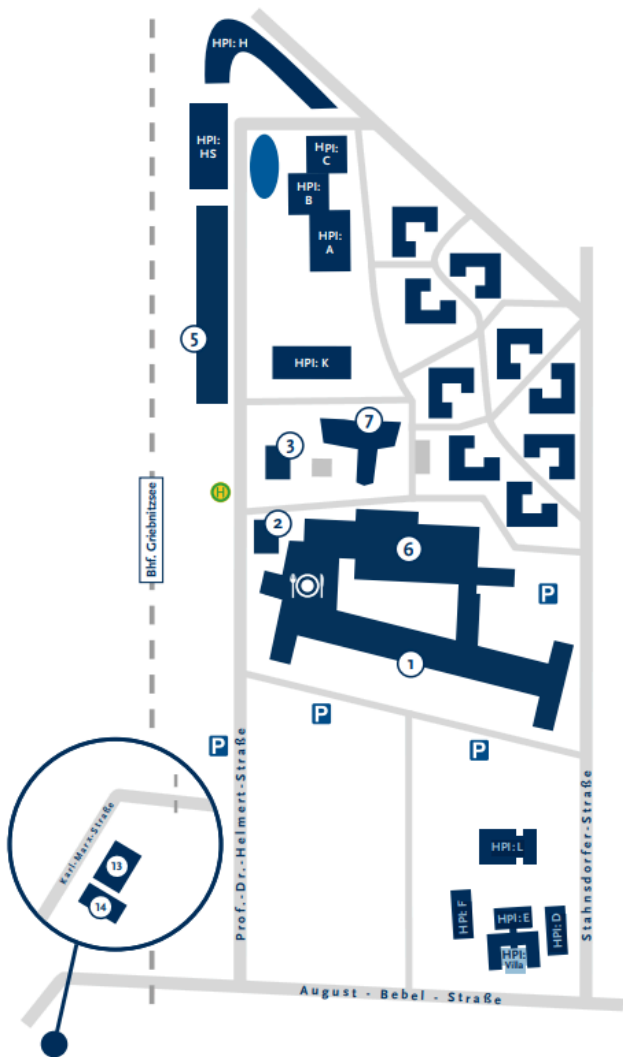 HPI: H
HPI:
HS
HPI:
C
HPI:
B
HPI:
A
5
HPI: K
7
3
H
2
Bhf. Griebnitzsee
6
P
1
P
P
P
Prof.-Dr.-Helmert-Straße
Stahnsdorfer-Straße
Karl-Marx-Straße
13
14
HPI: L
HPI: F
HPI: E
HPI: D
HPI:
Villa
August - Bebel - Straße